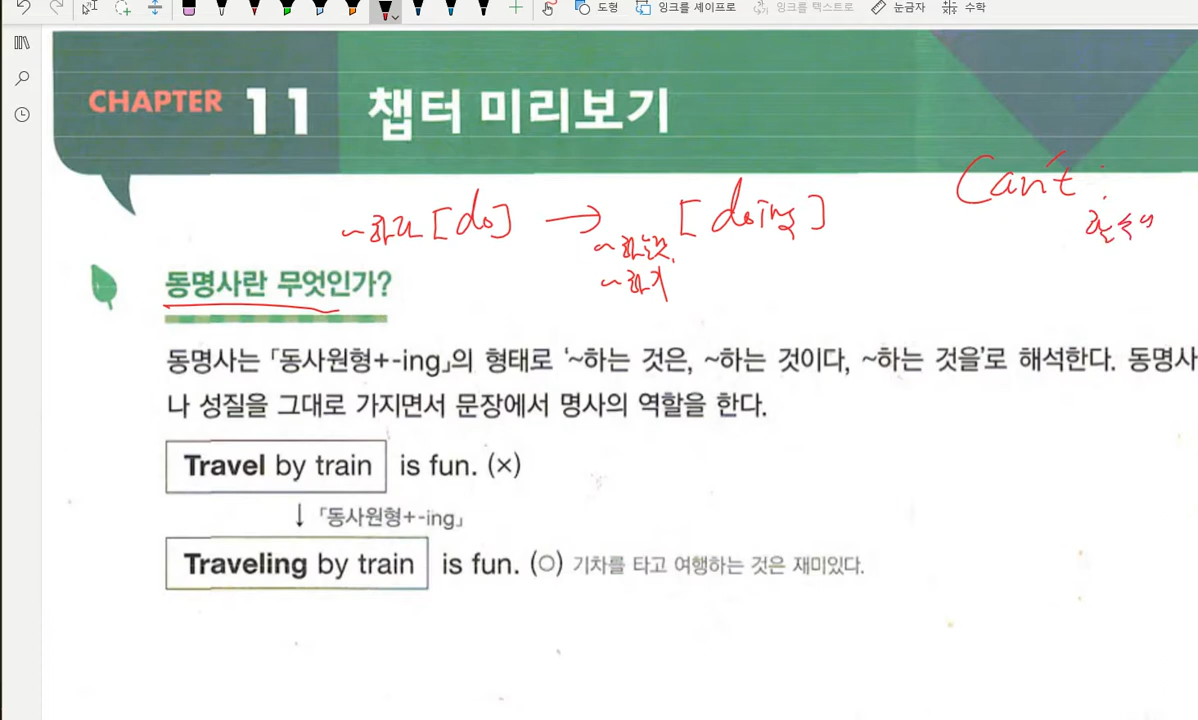 도형 잉크를 셰이프로 잉크를 텍스트로 눈금자 수학
CHAPTER 11 챕터 미리보기
Can't :
~하다 [do] → [doing]
~하는것.
~하기
동명사란 무엇인가?
동명사는 「동사원형+-ing」의 형태로 '~하는 것은, ~하는 것이다, ~하는 것을'로 해석한다. 동명사
나 성질을 그대로 가지면서 문장에서 명사의 역할을 한다.
Travel by train is fun. (×)
↓ 「동사원형+-ing」
Traveling by train is fun. (○) 기차를 타고 여행하는 것은 재미있다.